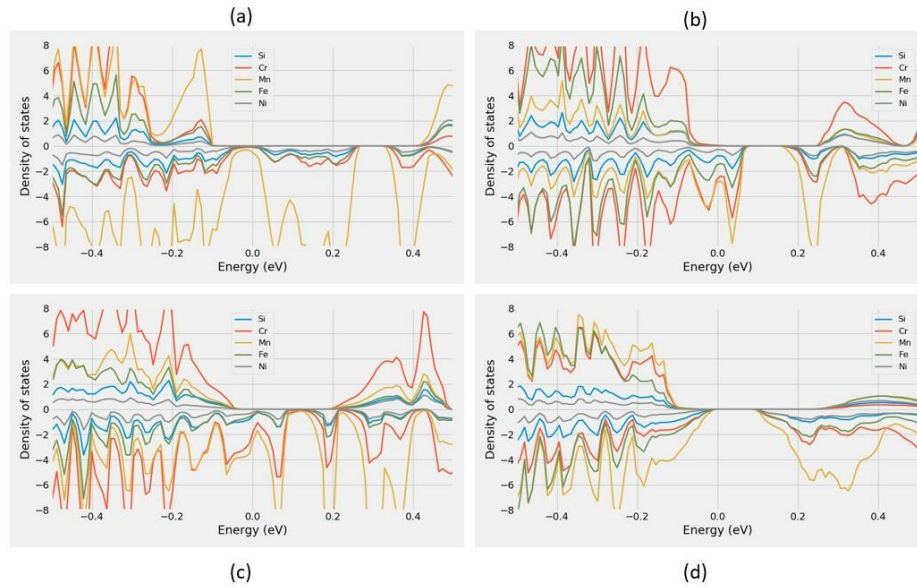 (a)
8
6
4
2
0
−2
−4
−6
−8
Density of states
−0.4 −0.2 0.0 0.2 0.4
Energy (eV)
Si
Cr
Mn
Fe
Ni
(b)
8
6
4
2
0
−2
−4
−6
−8
Density of states
−0.4 −0.2 0.0 0.2 0.4
Energy (eV)
Si
Cr
Mn
Fe
Ni
8
6
4
2
0
−2
−4
−6
−8
Density of states
−0.4 −0.2 0.0 0.2 0.4
Energy (eV)
Si
Cr
Mn
Fe
Ni
(c)
8
6
4
2
0
−2
−4
−6
−8
Density of states
−0.4 −0.2 0.0 0.2 0.4
Energy (eV)
Si
Cr
Mn
Fe
Ni
(d)